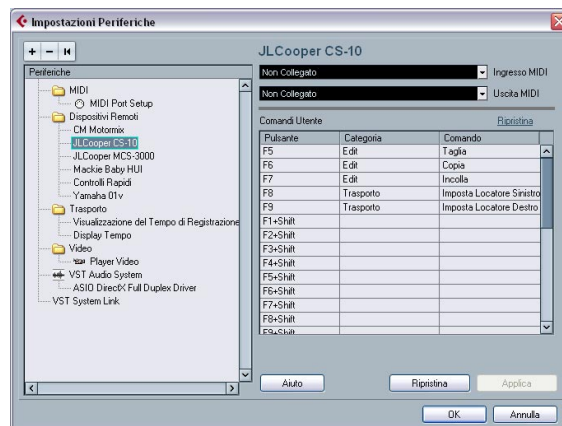 Impostazioni Periferiche
Periferiche
MIDI
MIDI Port Setup
Dispositivi Remoti
CM Motormix
JLCooper CS-10
JLCooper MCS-3000
Mackie Baby HUI
Controlli Rapidi
Yamaha 01v
Trasporto
Visualizzazione del Tempo di Registrazione
Display Tempo
Video
Player Video
VST Audio System
ASIO DirectX Full Duplex Driver
VST System Link
JLCooper CS-10
Non Collegato Ingresso MIDI
Non Collegato Uscita MIDI
Comandi Utente Ripristina
Pulsante Categoria Comando
F5 Edit Taglia
F6 Edit Copia
F7 Edit Incolla
F8 Trasporto Imposta Locatore Sinistro
F9 Trasporto Imposta Locatore Destro
F1+Shift
F2+Shift
F3+Shift
F4+Shift
F5+Shift
F6+Shift
F7+Shift
F8+Shift
F9+Shift
Aiuto Ripristina Applica
OK Annulla